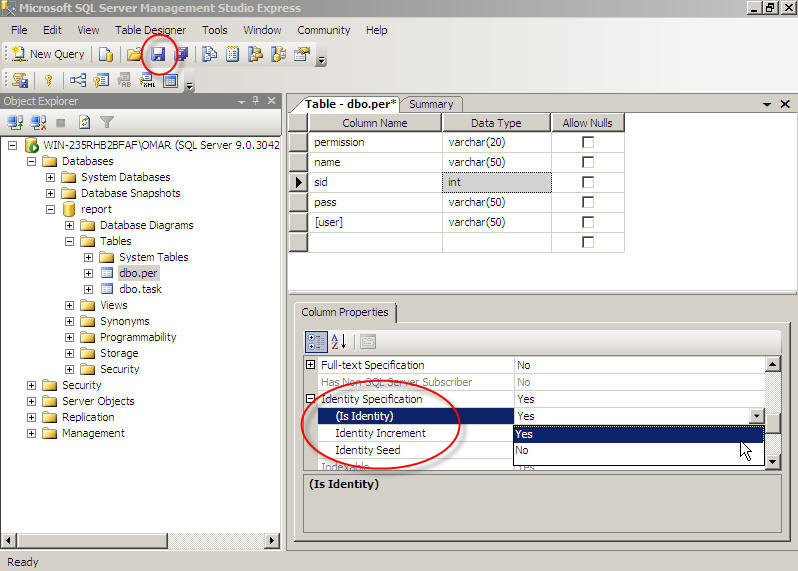 Microsoft SQL Server Management Studio Express
File Edit View Table Designer Tools Window Community Help
New Query
AB
XML
Object Explorer
WIN-235RHB2BFAF\OMAR (SQL Server 9.0.3042
Databases
System Databases
Database Snapshots
report
Database Diagrams
Tables
System Tables
dbo.per
dbo.task
Views
Synonyms
Programmability
Storage
Security
Security
Server Objects
Replication
Management
Table - dbo.per* Summary
Column Name Data Type Allow Nulls
permission varchar(20)
name varchar(50)
sid int
pass varchar(50)
[user] varchar(50)
Column Properties
A
Z
Full-text Specification No
Has Non-SQL Server Subscriber No
Identity Specification Yes
(Is Identity) Yes
Identity Increment Yes
Identity Seed No
Indexable Yes
(Is Identity)
Ready